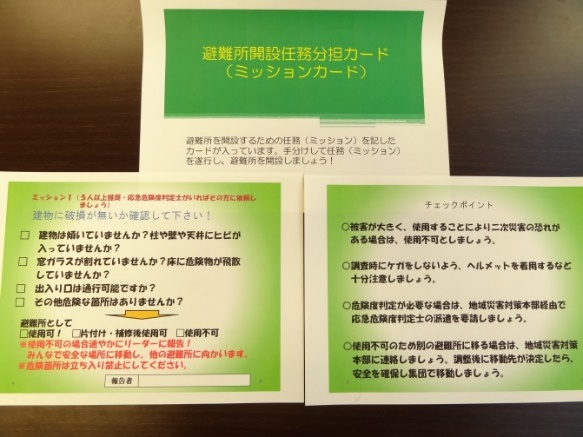 避難所開設任務分担カード
（ミッションカード）
避難所を開設するための任務（ミッション）を記した
カードが入っています。手分けして任務（ミッション）
を遂行し、避難所を開設しましょう！
ミッション１（５人以上推奨・応急危険度判定士がいればその方に依頼し
ましょう）
建物に破損が無いか確認して下さい！
□ 建物は傾いていませんか？柱や壁や天井にヒビが
入っていませんか？
□ 窓ガラスが割れていませんか？床に危険物が飛散
していませんか？
□ 出入り口は通行可能ですか？
□ その他危険な箇所はありませんか？
避難所として
□使用可！ □片付け・補修後使用可 □使用不可
※使用不可の場合速やかにリーダーに報告！
みんなで安全な場所に移動し、他の避難所に向かいます。
※危険箇所は立ち入り禁止にしてください。
報告者
チェックポイント
○被害が大きく、使用することにより二次災害の恐れが
ある場合は、使用不可としましょう。
○調査時にケガをしないよう、ヘルメットを着用するなど
十分注意しましょう。
○危険度判定が必要な場合は、地域災害対策本部経由で
応急危険度判定士の派遣を要請しましょう。
○使用不可のため別の避難所に移る場合は、地域災害対策
本部に連絡しましょう。調整後に移動先が決定したら、
安全を確保し集団で移動しましょう。